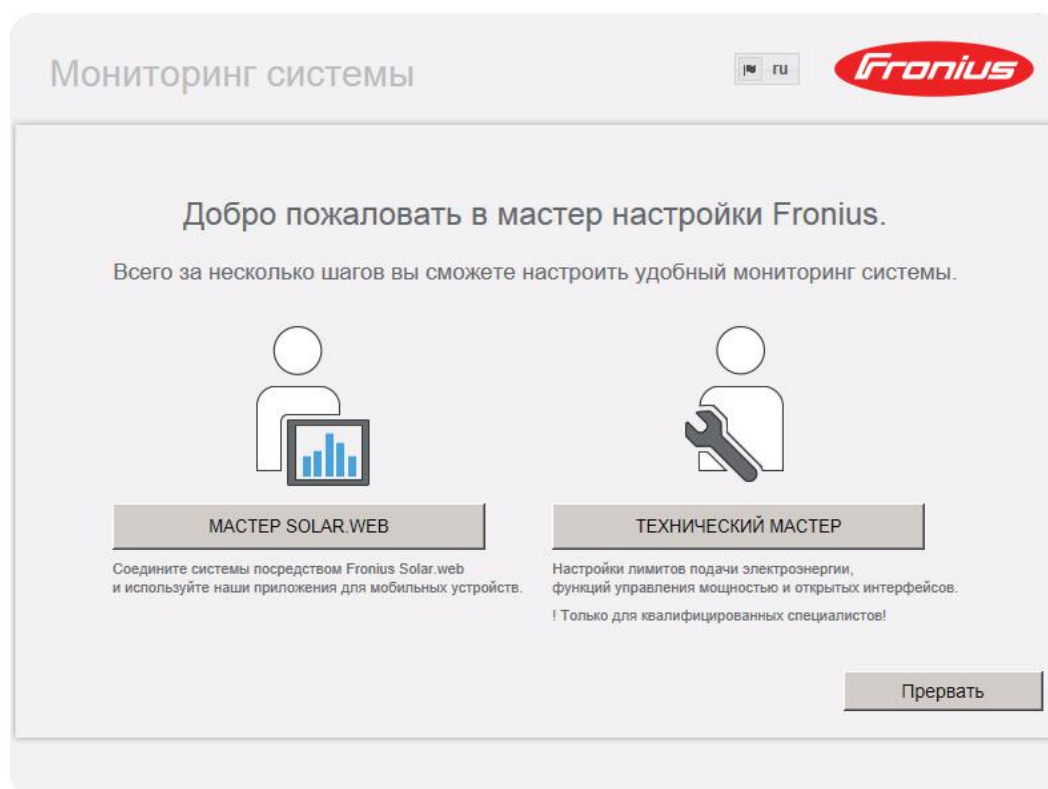 Мониторинг системы
ru
Fronius
Добро пожаловать в мастер настройки Fronius.
Всего за несколько шагов вы сможете настроить удобный мониторинг системы.
МАСТЕР SOLAR.WEB
Соедините системы посредством Fronius Solar.web
и используйте наши приложения для мобильных устройств.
ТЕХНИЧЕСКИЙ МАСТЕР
Настройки лимитов подачи электроэнергии,
функций управления мощностью и открытых интерфейсов.
! Только для квалифицированных специалистов!
Прервать